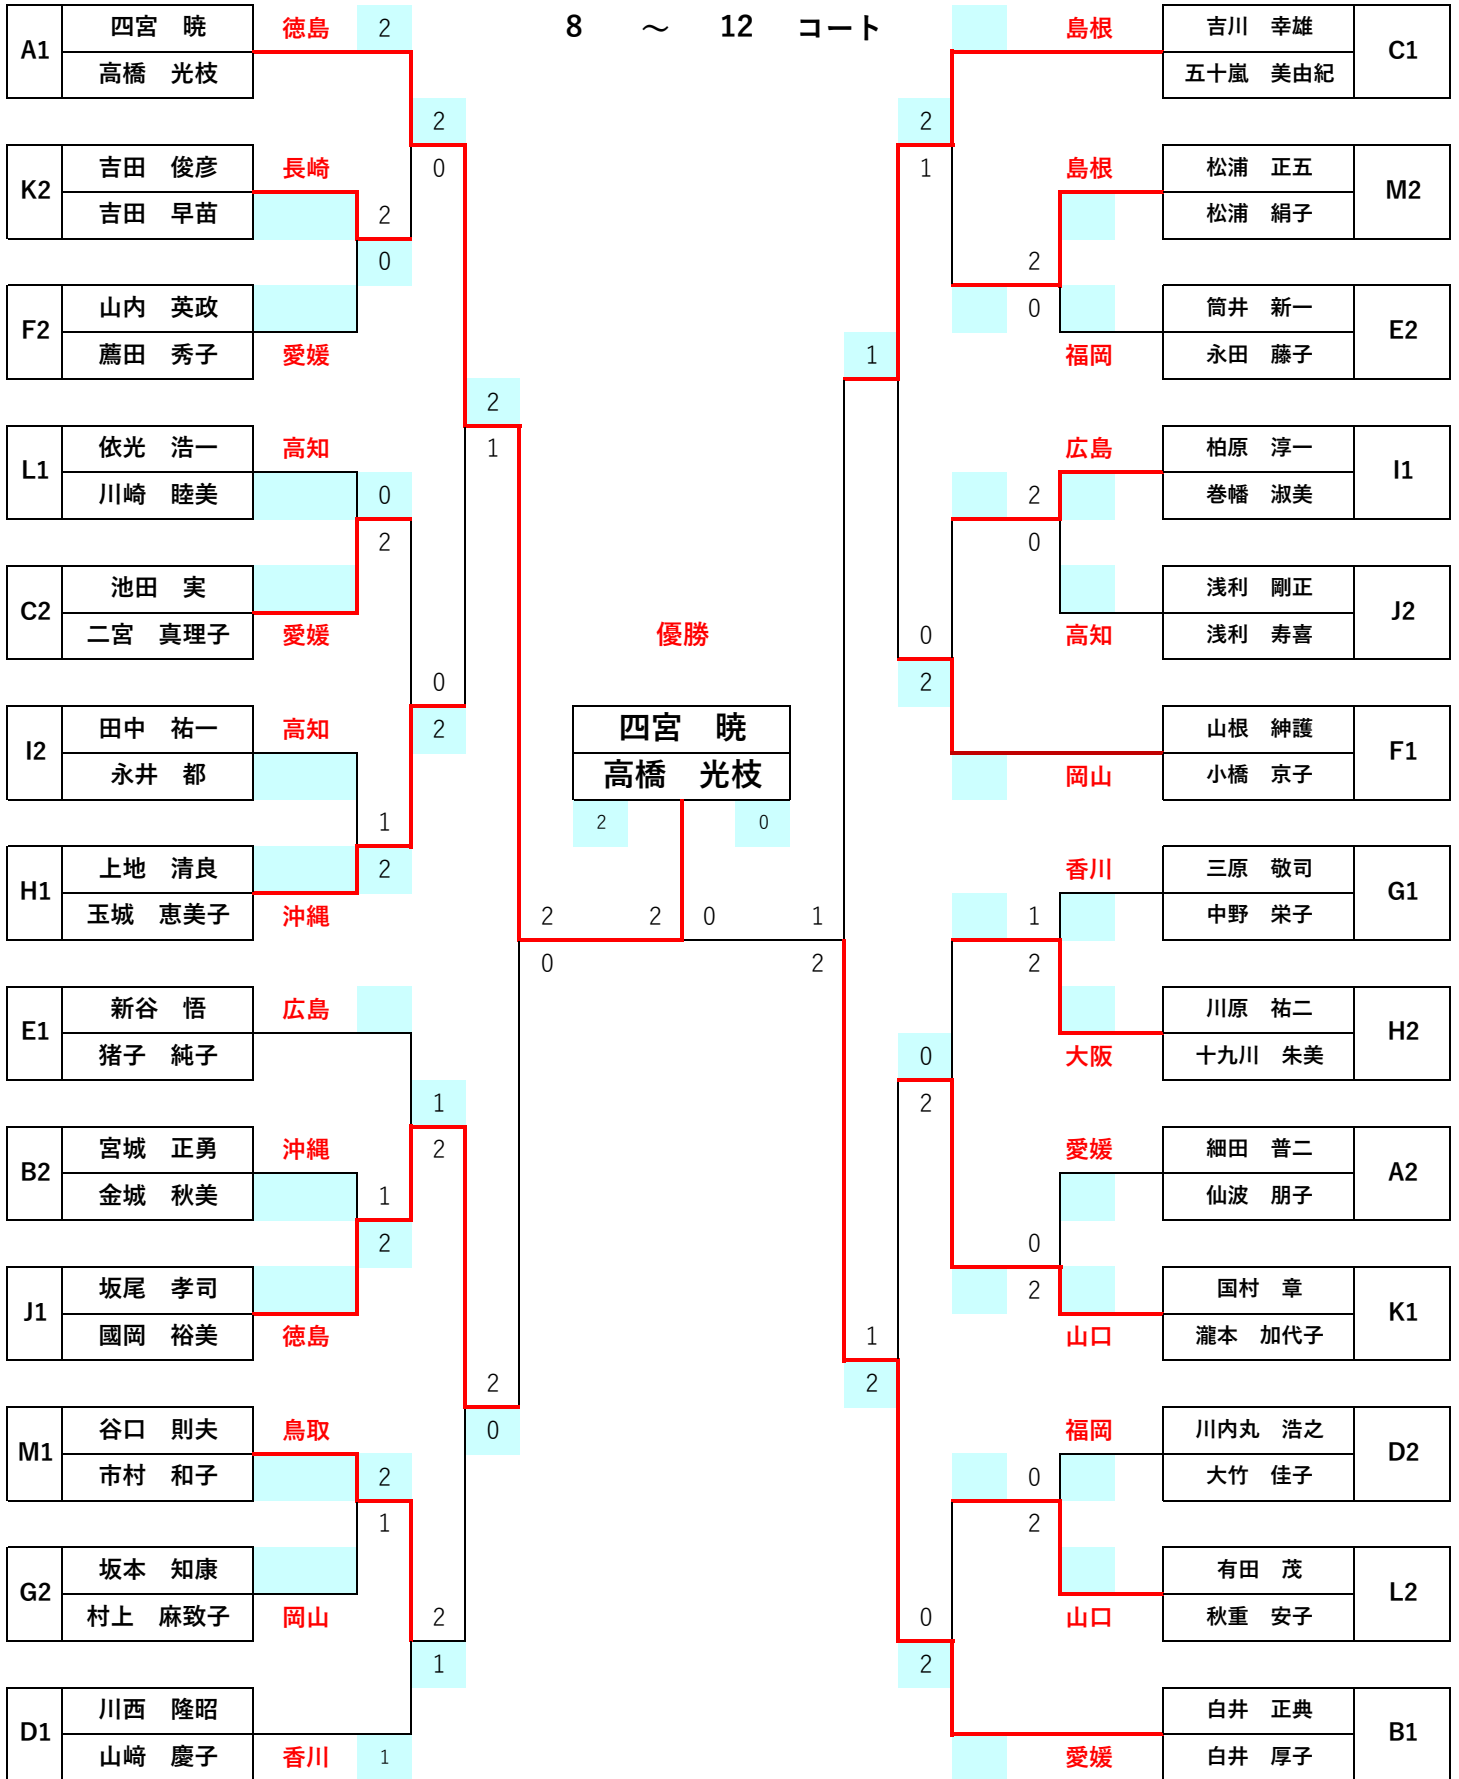 8 ～ 12 コート
A1 四宮 暁 徳島 2
高橋 光枝
2
K2 吉田 俊彦 長崎 0
吉田 早苗 2
0
F2 山内 英政
薦田 秀子 愛媛
2
L1 依光 浩一 高知 1
川崎 睦美 0
2
C2 池田 実
二宮 真理子 愛媛
0
I2 田中 祐一 高知 2
永井 都
1
H1 上地 清良 2
玉城 恵美子 沖縄
2
0
E1 新谷 悟 広島
猪子 純子
1
B2 宮城 正勇 沖縄 2
金城 秋美 1
2
J1 坂尾 孝司
國岡 裕美 徳島
2
M1 谷口 則夫 鳥取 0
市村 和子 2
1
G2 坂本 知康
村上 麻致子 岡山 2
1
D1 川西 隆昭
山﨑 慶子 香川 1
優勝
四宮 暁
高橋 光枝
2 0
2 0
島根 吉川 幸雄 C1
五十嵐 美由紀
2
1 島根 松浦 正五 M2
松浦 絹子
2
0 筒井 新一 E2
福岡 永田 藤子
1
広島 柏原 淳一 I1
2 巻幡 淑美
0
浅利 剛正 J2
0 高知 浅利 寿喜
2
山根 紳護 F1
岡山 小橋 京子
香川 三原 敬司 G1
1 1 中野 栄子
2 2
川原 祐二 H2
0 大阪 十九川 朱美
2
愛媛 細田 普二 A2
仙波 朋子
0
2 国村 章 K1
1 山口 瀧本 加代子
2
福岡 川内丸 浩之 D2
0 大竹 佳子
2
有田 茂 L2
0 山口 秋重 安子
2
白井 正典 B1
愛媛 白井 厚子